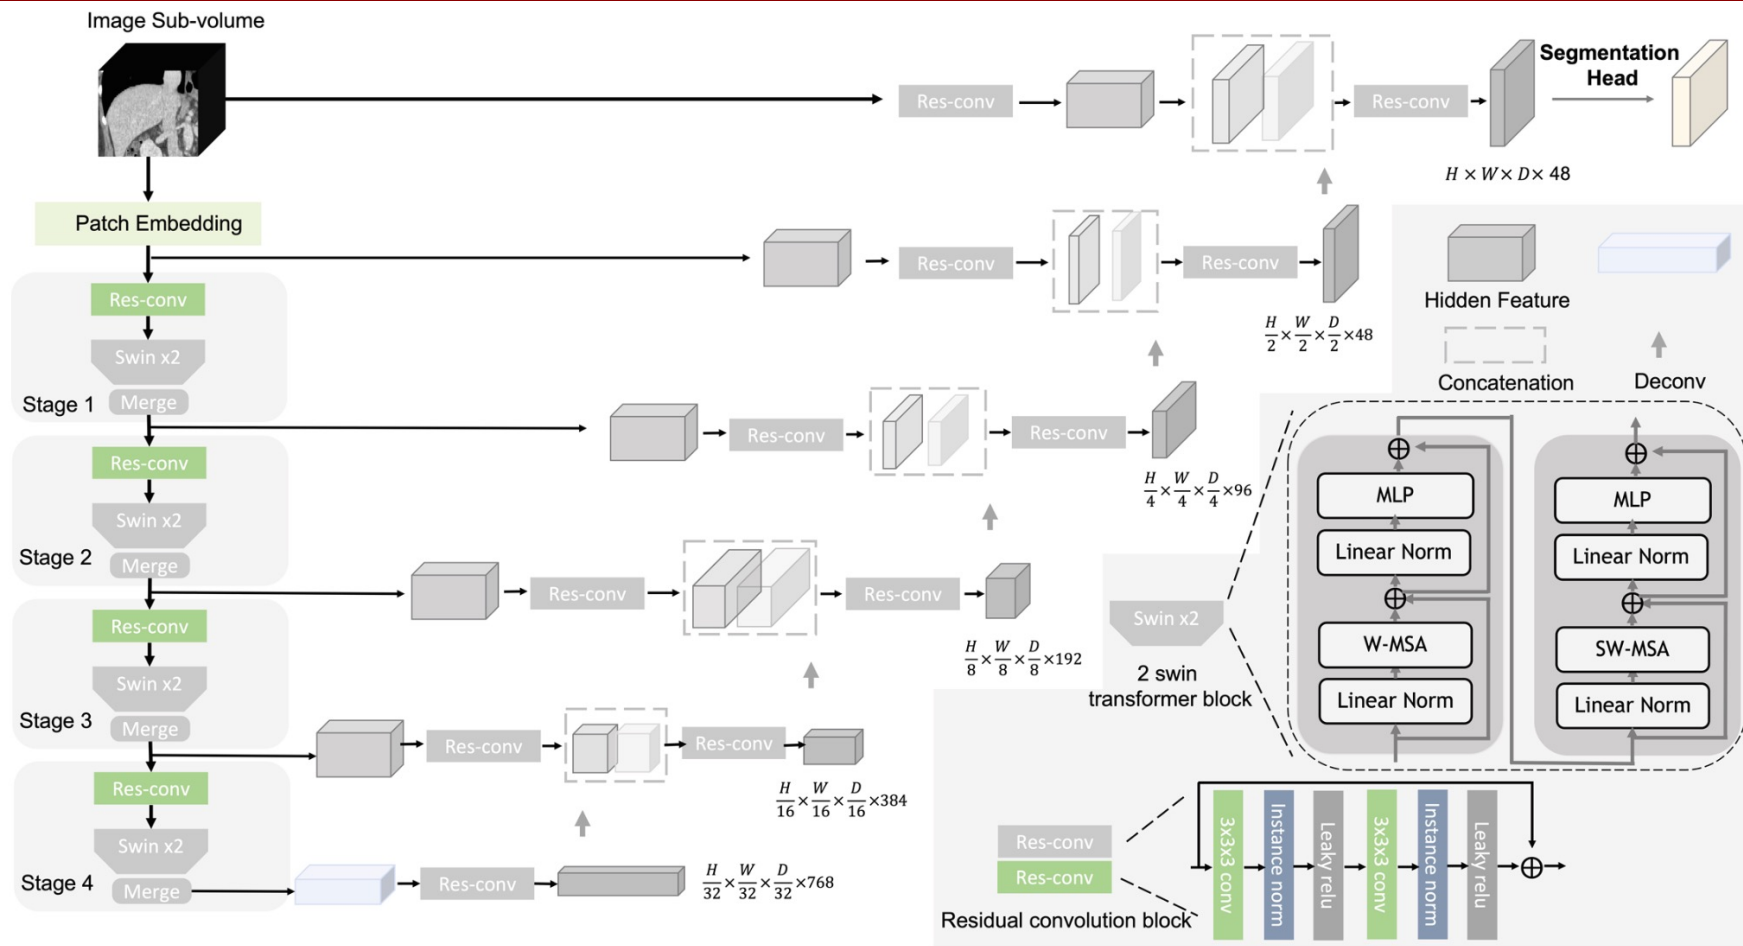 Image Sub-volume
Res-conv
Res-conv
Segmentation
Head
H × W × D × 48
Patch Embedding
Res-conv
Res-conv
H/2 × W/2 × D/2 ×48
Hidden Feature
Concatenation
Deconv
Res-conv
Swin x2
Merge
Stage 1
Res-conv
Res-conv
H/4 × W/4 × D/4 ×96
Res-conv
Swin x2
Merge
Stage 2
Res-conv
Res-conv
H/8 × W/8 × D/8 ×192
Res-conv
Swin x2
Merge
Stage 3
Res-conv
Res-conv
H/16 × W/16 × D/16 ×384
Res-conv
Swin x2
Merge
Stage 4
Res-conv
H/32 × W/32 × D/32 ×768
Swin x2
2 swin
transformer block
MLP
Linear Norm
W-MSA
Linear Norm
MLP
Linear Norm
SW-MSA
Linear Norm
Res-conv
Res-conv
Residual convolution block
3x3x3 conv
Instance norm
Leaky relu
3x3x3 conv
Instance norm
Leaky relu